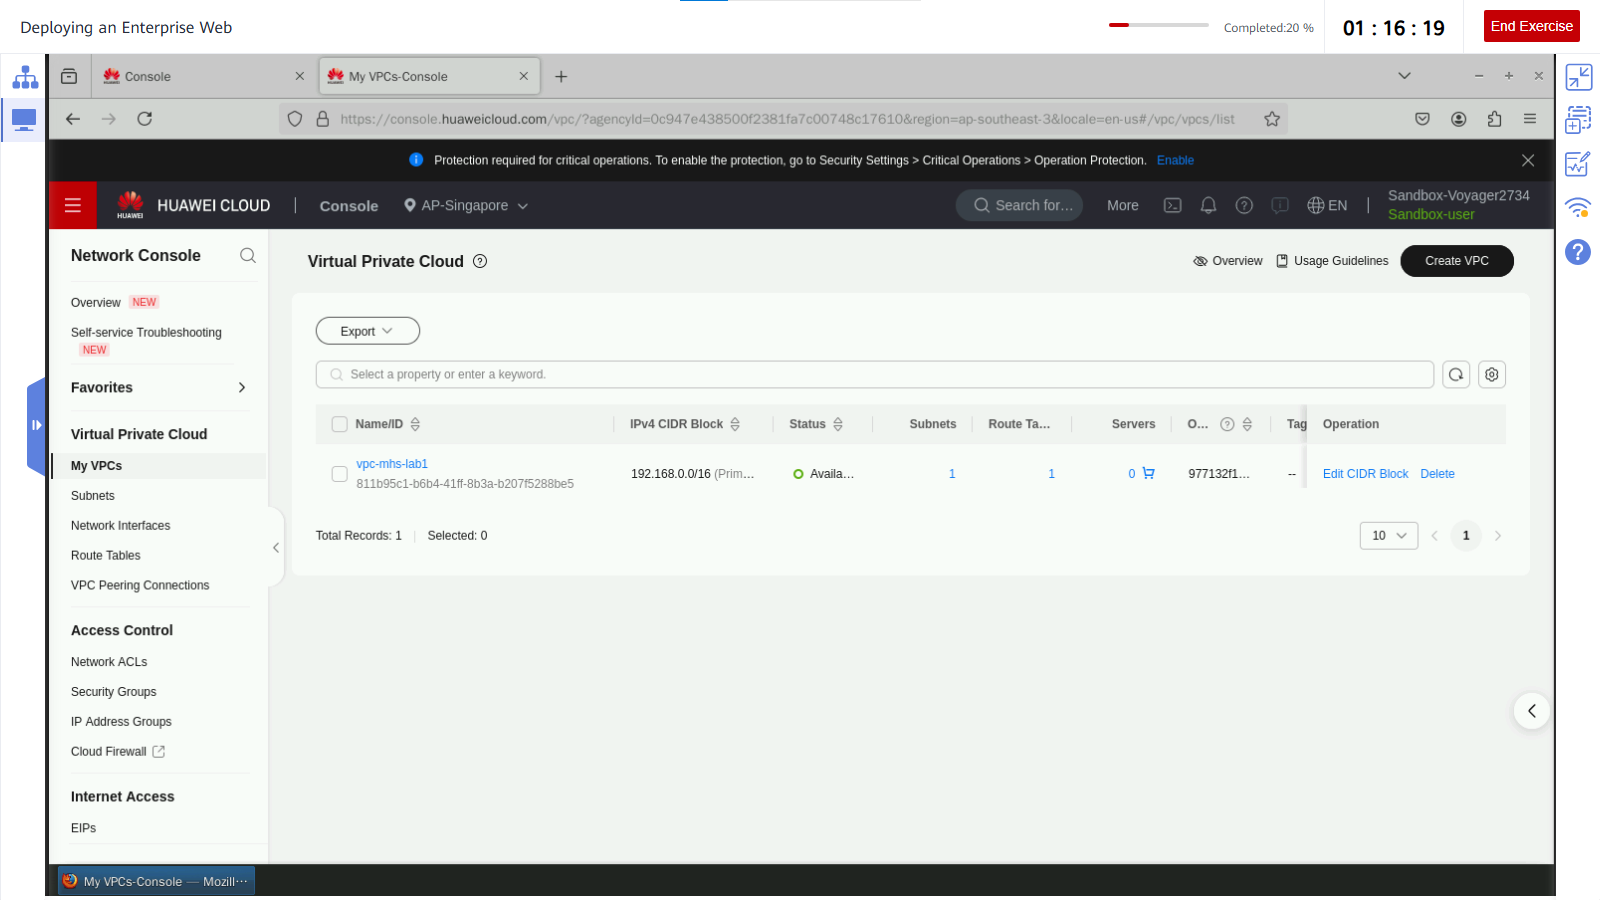 Deploying an Enterprise Web
Completed:20 %
01 : 16 : 19
End Exercise
Console
My VPCs-Console
https://console.huaweicloud.com/vpc/?agencyId=0c947e438500f2381fa7c00748c17610&region=ap-southeast-3&locale=en-us#/vpc/vpcs/list
Protection required for critical operations. To enable the protection, go to Security Settings > Critical Operations > Operation Protection. Enable
HUAWEI
HUAWEI CLOUD
Console
AP-Singapore
Search for...
More
EN
Sandbox-Voyager2734
Sandbox-user
Network Console
Overview NEW
Self-service Troubleshooting
NEW
Favorites
Virtual Private Cloud
My VPCs
Subnets
Network Interfaces
Route Tables
VPC Peering Connections
Access Control
Network ACLs
Security Groups
IP Address Groups
Cloud Firewall
Internet Access
EIPs
Virtual Private Cloud
Overview
Usage Guidelines
Create VPC
Export
Select a property or enter a keyword.
Name/ID IPv4 CIDR Block Status Subnets Route Ta... Servers O... Tag Operation
vpc-mhs-lab1
811b95c1-b6b4-41ff-8b3a-b207f5288be5
192.168.0.0/16 (Prim... Availa... 1 1 0 977132f1... -- Edit CIDR Block Delete
Total Records: 1 Selected: 0
10
1
My VPCs-Console — Mozill...